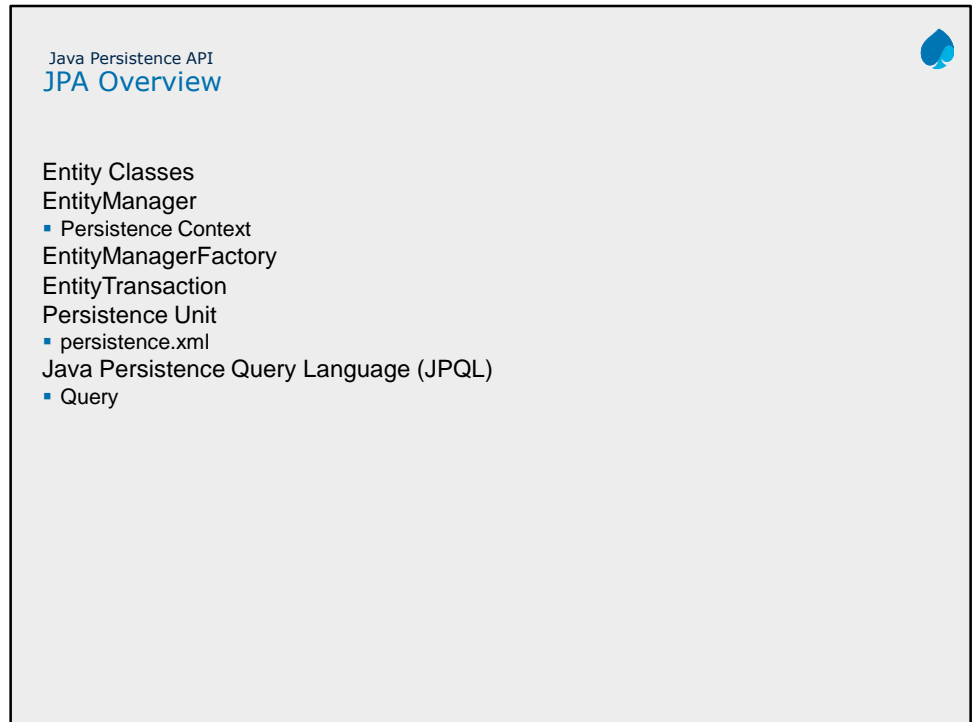 Java Persistence API
JPA Overview
Entity Classes
EntityManager
▪ Persistence Context
EntityManagerFactory
EntityTransaction
Persistence Unit
▪ persistence.xml
Java Persistence Query Language (JPQL)
▪ Query